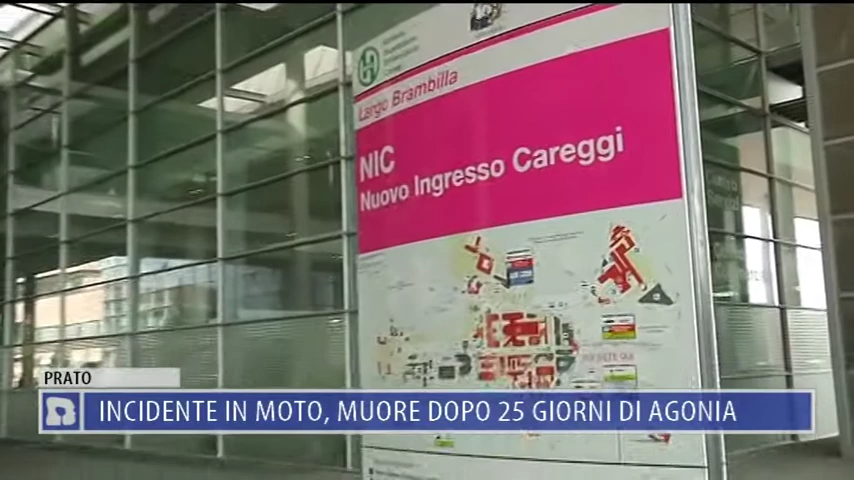 Largo Brambilla
NIC
Nuovo Ingresso Careggi
PRATO
INCIDENTE IN MOTO, MUORE DOPO 25 GIORNI DI AGONIA